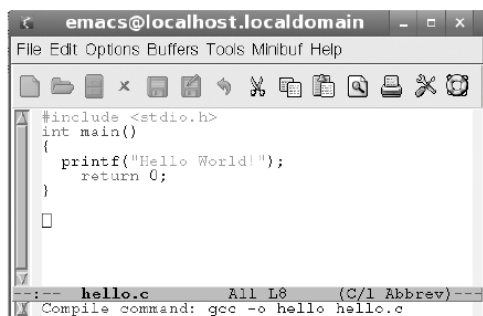 emacs@localhost.localdomain
File Edit Options Buffers Tools Minibuf Help
#include <stdio.h>
int main()
{
printf("Hello World!");
return 0;
}
--:-- hello.c All L8 (C/l Abbrev)---
Compile command: gcc -o hello hello.c